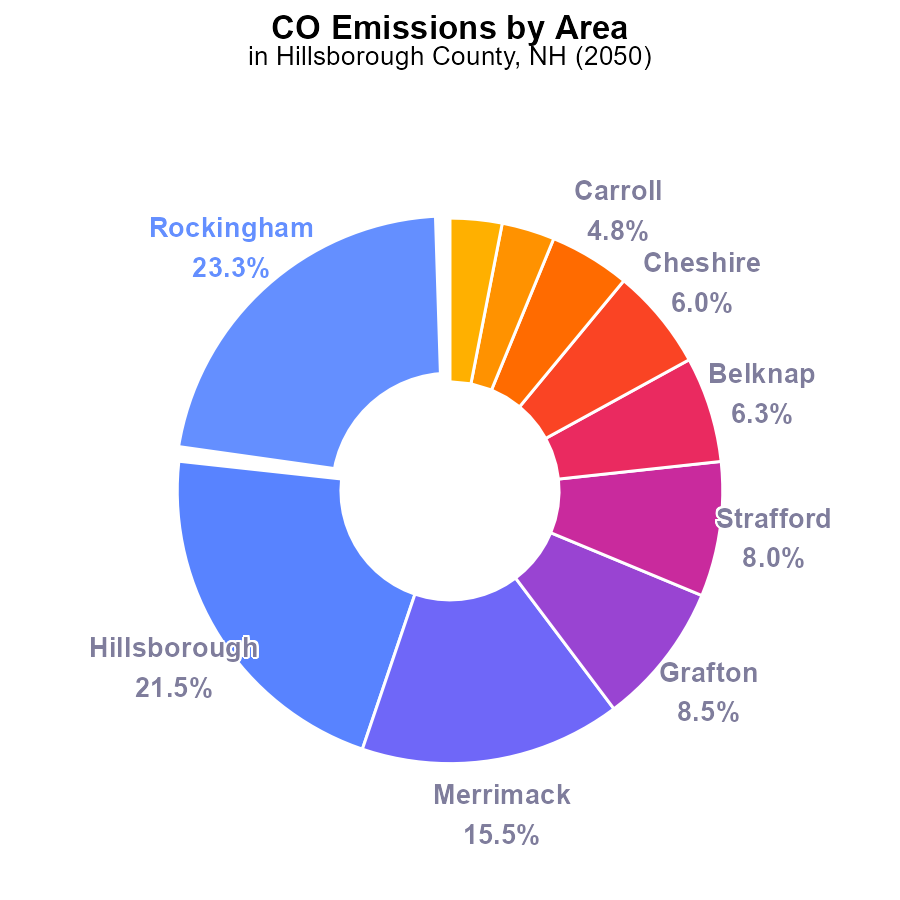 CO Emissions by Area
in Hillsborough County, NH (2050)
Carroll
4.8%
Rockingham
23.3%
Cheshire
6.0%
Belknap
6.3%
Strafford
8.0%
Hillsborough
21.5%
Grafton
8.5%
Merrimack
15.5%